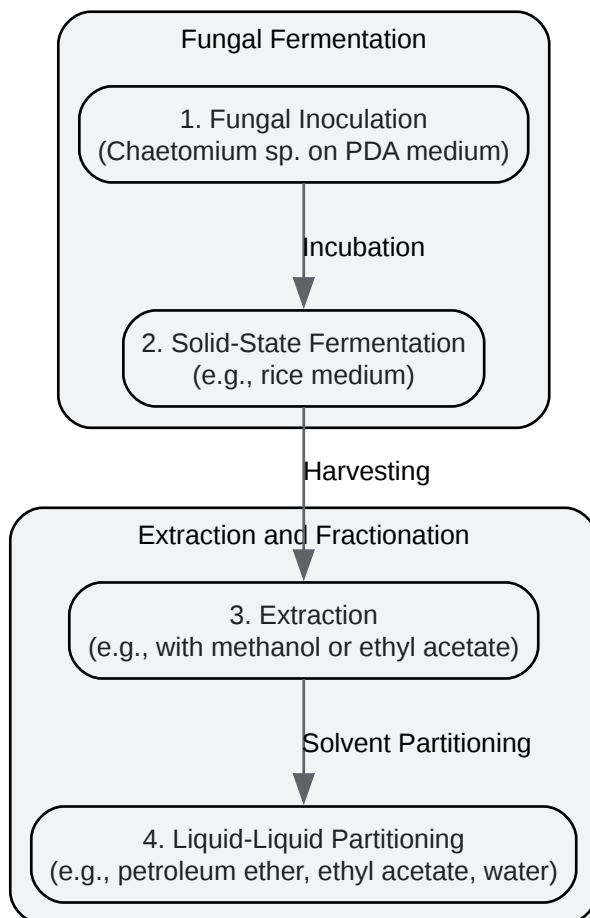 Fungal Fermentation
1. Fungal Inoculation
(Chaetomium sp. on PDA medium)
Incubation
2. Solid-State Fermentation
(e.g., rice medium)
Harvesting
Extraction and Fractionation
3. Extraction
(e.g., with methanol or ethyl acetate)
Solvent Partitioning
4. Liquid-Liquid Partitioning
(e.g., petroleum ether, ethyl acetate, water)